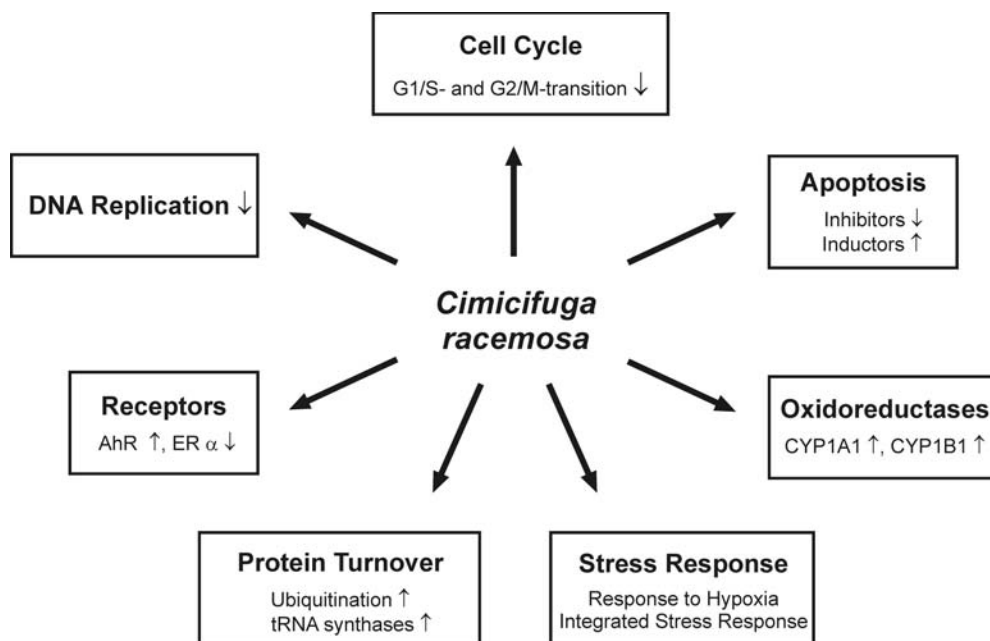 Cell Cycle
G1/S- and G2/M-transition ↓
DNA Replication ↓
Apoptosis
Inhibitors ↓
Inductors ↑
Cimicifuga
racemosa
Receptors
AhR ↑, ER α ↓
Oxidoreductases
CYP1A1 ↑, CYP1B1 ↑
Protein Turnover
Ubiquitination ↑
tRNA synthases ↑
Stress Response
Response to Hypoxia
Integrated Stress Response